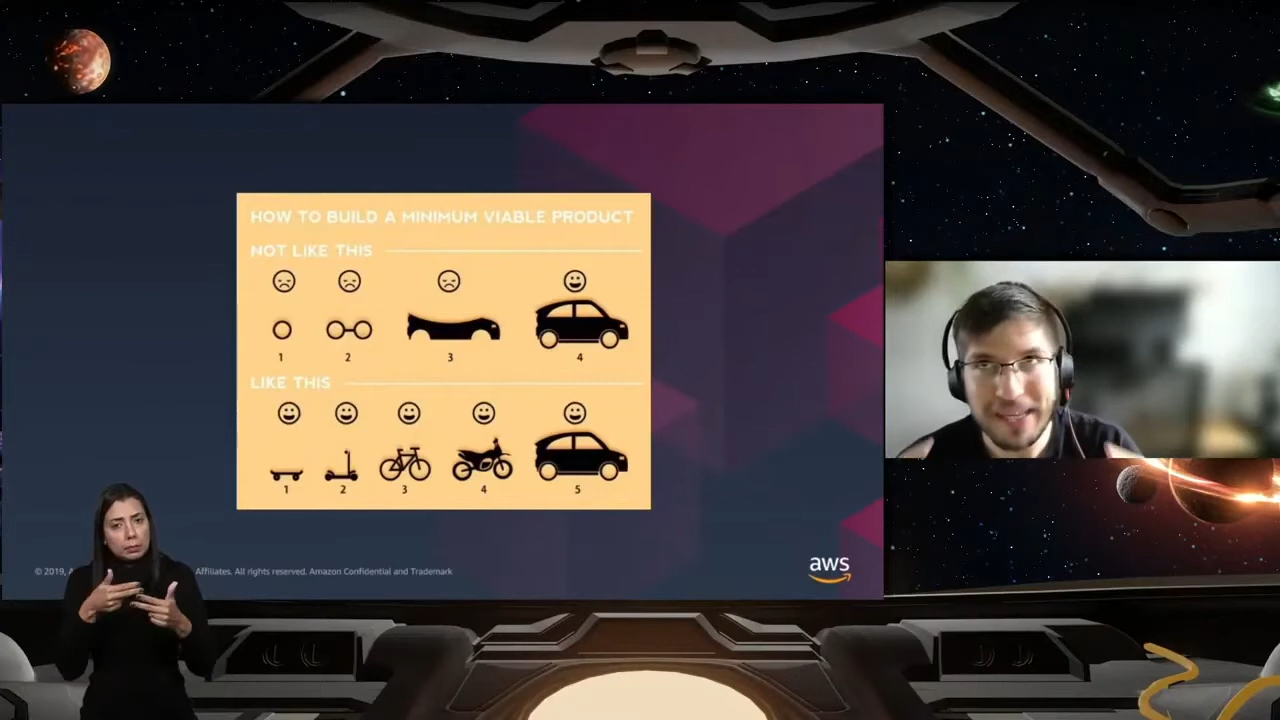 HOW TO BUILD A MINIMUM VIABLE PRODUCT
NOT LIKE THIS
1 2 3 4
LIKE THIS
1 2 3 4 5
© 2019, A Affiliates. All rights reserved. Amazon Confidential and Trademark
aws